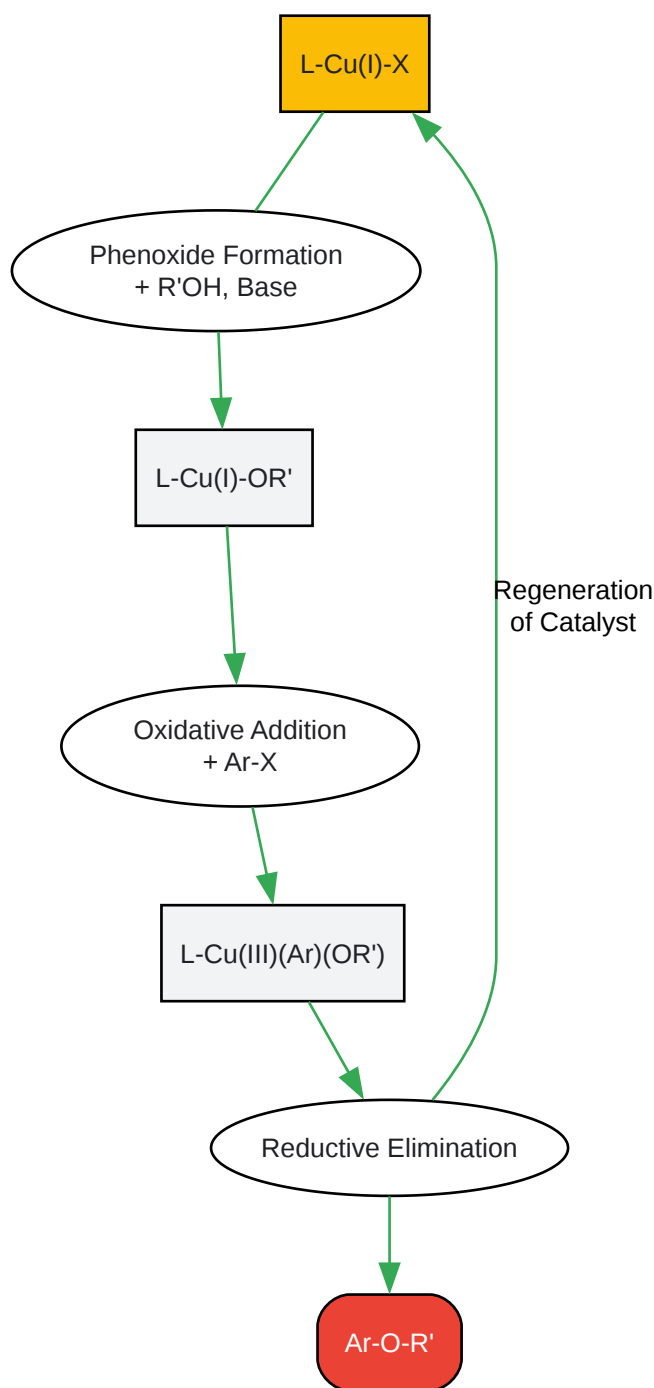 L-Cu(I)-X
Phenoxide Formation
+ R'OH, Base
L-Cu(I)-OR'
Regeneration
of Catalyst
Oxidative Addition
+ Ar-X
L-Cu(III)(Ar)(OR')
Reductive Elimination
Ar-O-R'